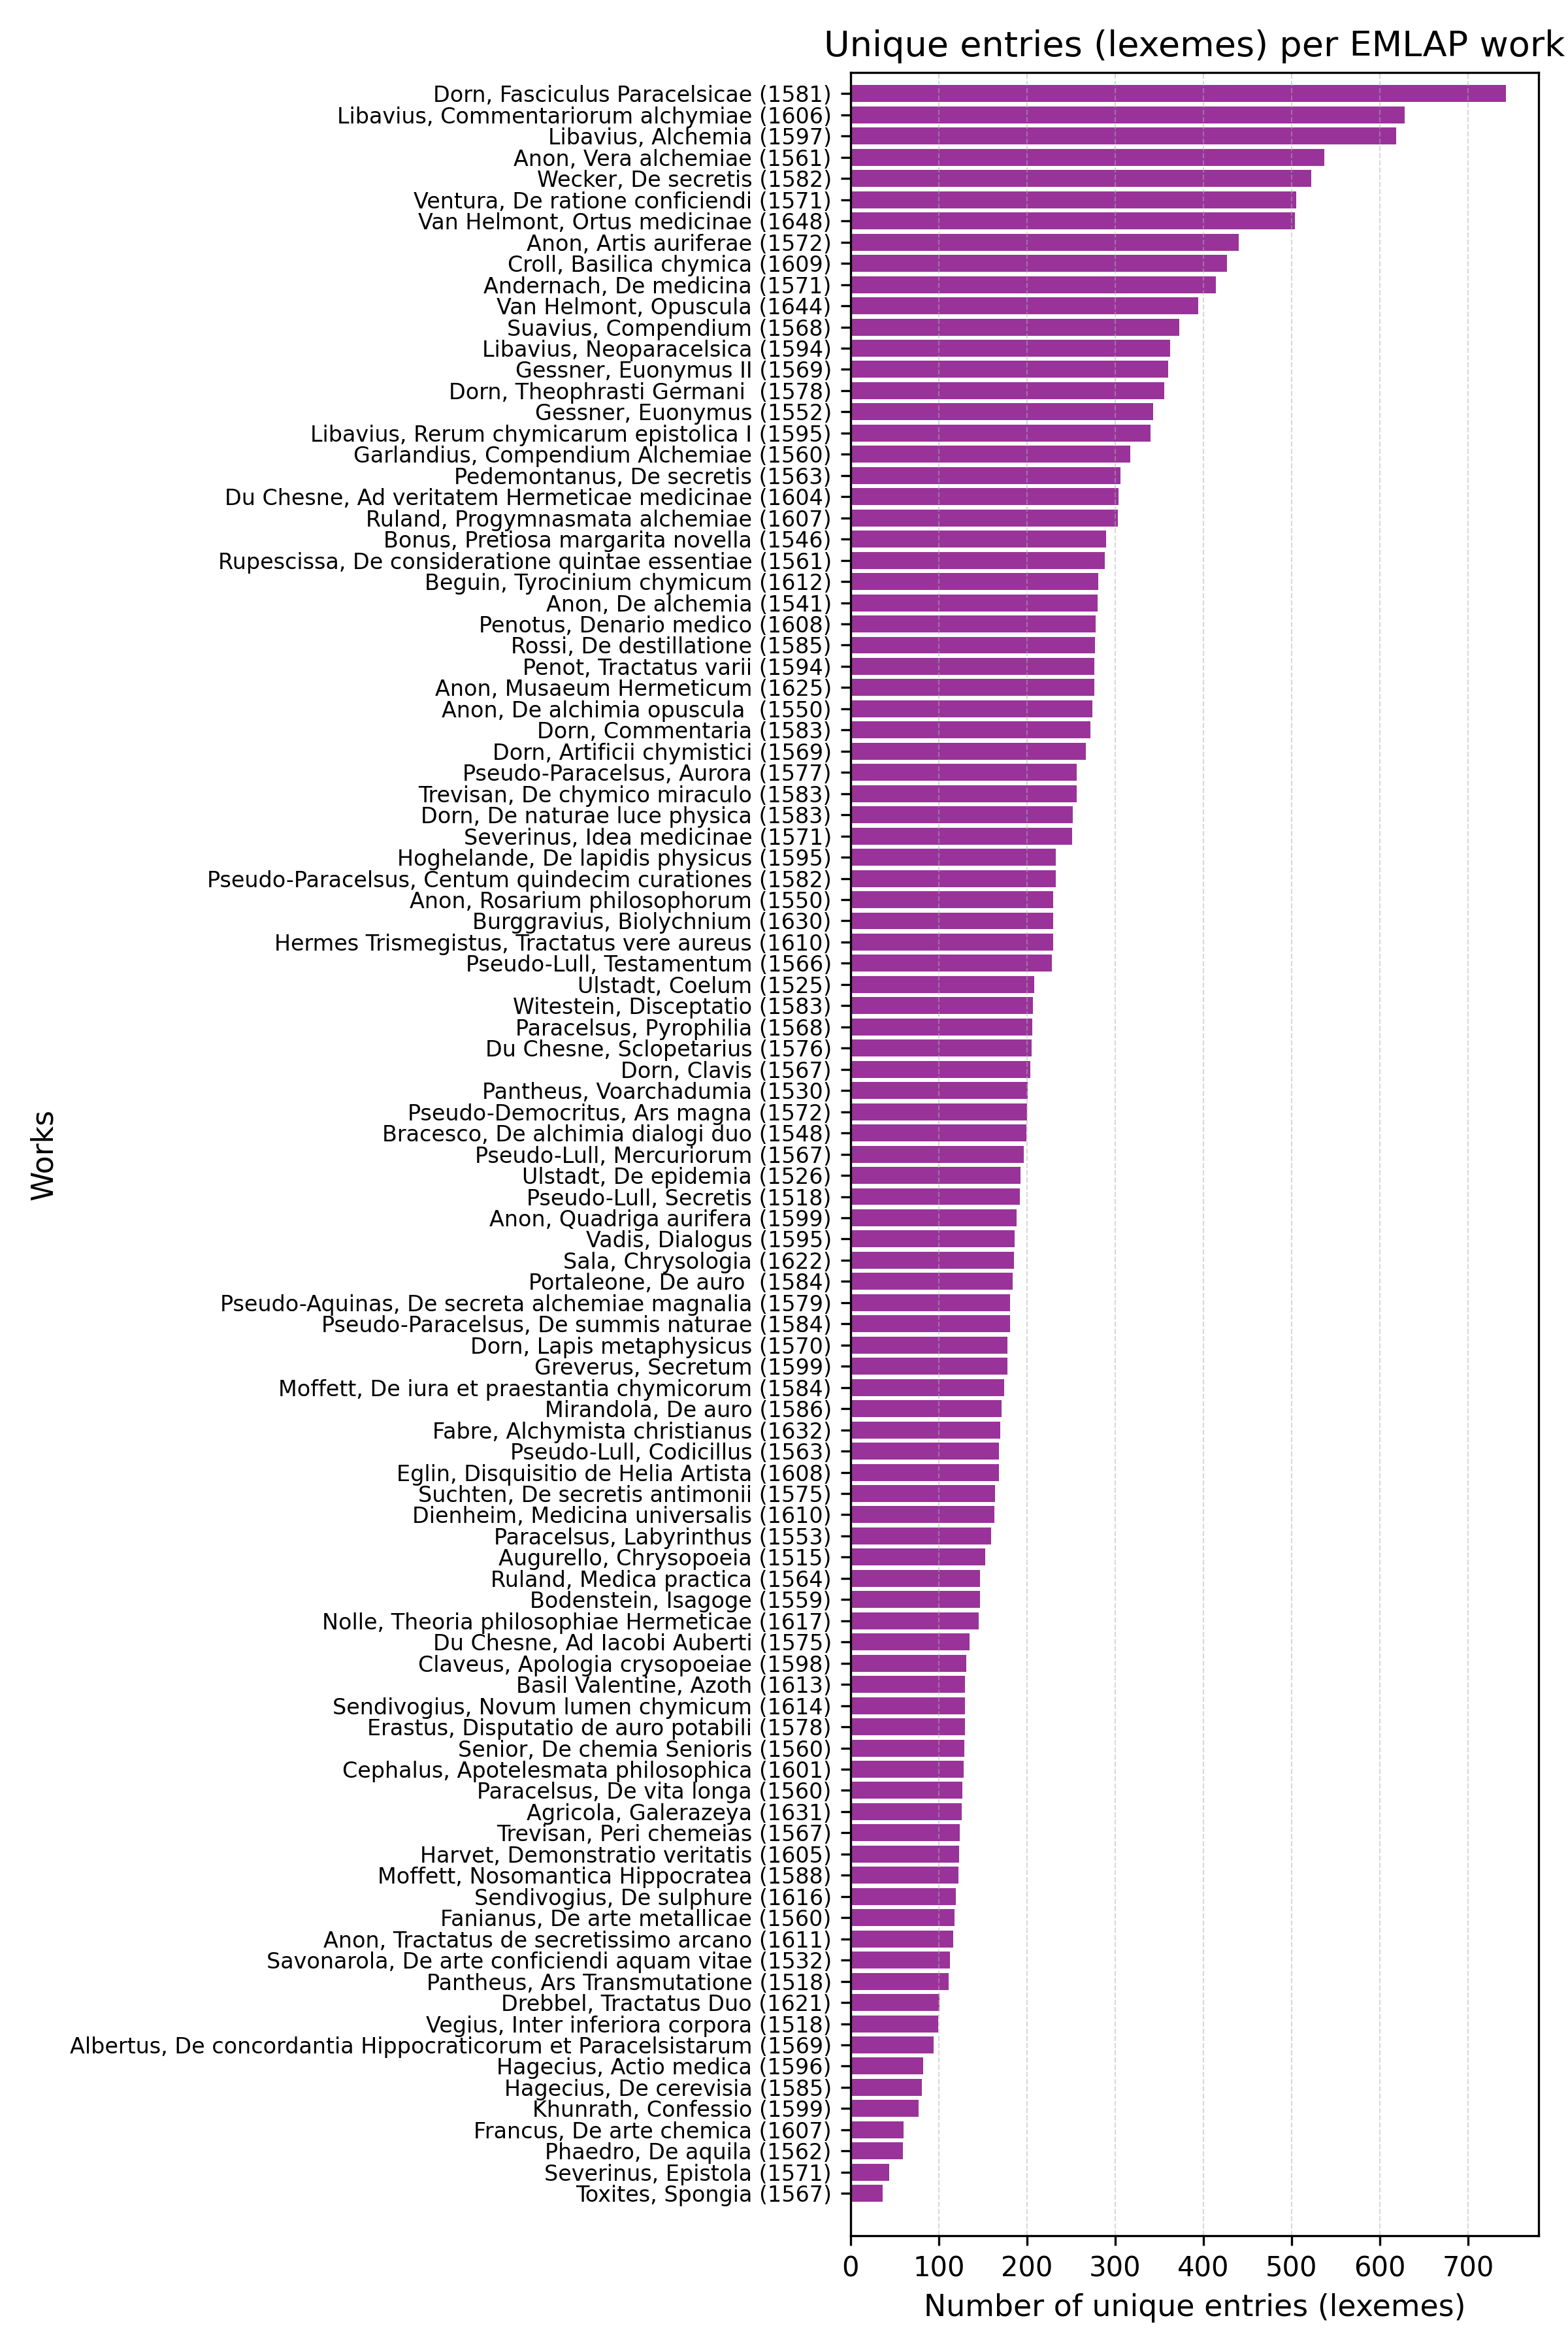 Unique entries (lexemes) per EMLAP work
Dorn, Fasciculus Paracelsicae (1581)
Libavius, Commentariorum alchymiae (1606)
Libavius, Alchemia (1597)
Anon, Vera alchemiae (1561)
Wecker, De secretis (1582)
Ventura, De ratione conficiendi (1571)
Van Helmont, Ortus medicinae (1648)
Anon, Artis auriferae (1572)
Croll, Basilica chymica (1609)
Andernach, De medicina (1571)
Van Helmont, Opuscula (1644)
Suavius, Compendium (1568)
Libavius, Neoparacelsica (1594)
Gessner, Euonymus II (1569)
Dorn, Theophrasti Germani  (1578)
Gessner, Euonymus (1552)
Libavius, Rerum chymicarum epistolica I (1595)
Garlandius, Compendium Alchemiae (1560)
Pedemontanus, De secretis (1563)
Du Chesne, Ad veritatem Hermeticae medicinae (1604)
Ruland, Progymnasmata alchemiae (1607)
Bonus, Pretiosa margarita novella (1546)
Rupescissa, De consideratione quintae essentiae (1561)
Beguin, Tyrocinium chymicum (1612)
Anon, De alchemia (1541)
Penotus, Denario medico (1608)
Rossi, De destillatione (1585)
Penot, Tractatus varii (1594)
Anon, Musaeum Hermeticum (1625)
Anon, De alchimia opuscula  (1550)
Dorn, Commentaria (1583)
Dorn, Artificii chymistici (1569)
Pseudo-Paracelsus, Aurora (1577)
Trevisan, De chymico miraculo (1583)
Dorn, De naturae luce physica (1583)
Severinus, Idea medicinae (1571)
Hoghelande, De lapidis physicus (1595)
Pseudo-Paracelsus, Centum quindecim curationes (1582)
Anon, Rosarium philosophorum (1550)
Burggravius, Biolychnium (1630)
Hermes Trismegistus, Tractatus vere aureus (1610)
Pseudo-Lull, Testamentum (1566)
Ulstadt, Coelum (1525)
Witestein, Disceptatio (1583)
Paracelsus, Pyrophilia (1568)
Du Chesne, Sclopetarius (1576)
Dorn, Clavis (1567)
Pantheus, Voarchadumia (1530)
Pseudo-Democritus, Ars magna (1572)
Bracesco, De alchimia dialogi duo (1548)
Pseudo-Lull, Mercuriorum (1567)
Ulstadt, De epidemia (1526)
Pseudo-Lull, Secretis (1518)
Anon, Quadriga aurifera (1599)
Vadis, Dialogus (1595)
Sala, Chrysologia (1622)
Portaleone, De auro  (1584)
Pseudo-Aquinas, De secreta alchemiae magnalia (1579)
Pseudo-Paracelsus, De summis naturae (1584)
Dorn, Lapis metaphysicus (1570)
Greverus, Secretum (1599)
Moffett, De iura et praestantia chymicorum (1584)
Mirandola, De auro (1586)
Fabre, Alchymista christianus (1632)
Pseudo-Lull, Codicillus (1563)
Eglin, Disquisitio de Helia Artista (1608)
Suchten, De secretis antimonii (1575)
Dienheim, Medicina universalis (1610)
Paracelsus, Labyrinthus (1553)
Augurello, Chrysopoeia (1515)
Ruland, Medica practica (1564)
Bodenstein, Isagoge (1559)
Nolle, Theoria philosophiae Hermeticae (1617)
Du Chesne, Ad Iacobi Auberti (1575)
Claveus, Apologia crysopoeiae (1598)
Basil Valentine, Azoth (1613)
Sendivogius, Novum lumen chymicum (1614)
Erastus, Disputatio de auro potabili (1578)
Senior, De chemia Senioris (1560)
Cephalus, Apotelesmata philosophica (1601)
Paracelsus, De vita longa (1560)
Agricola, Galerazeya (1631)
Trevisan, Peri chemeias (1567)
Harvet, Demonstratio veritatis (1605)
Moffett, Nosomantica Hippocratea (1588)
Sendivogius, De sulphure (1616)
Fanianus, De arte metallicae (1560)
Anon, Tractatus de secretissimo arcano (1611)
Savonarola, De arte conficiendi aquam vitae (1532)
Pantheus, Ars Transmutatione (1518)
Drebbel, Tractatus Duo (1621)
Vegius, Inter inferiora corpora (1518)
Albertus, De concordantia Hippocraticorum et Paracelsistarum (1569)
Hagecius, Actio medica (1596)
Hagecius, De cerevisia (1585)
Khunrath, Confessio (1599)
Francus, De arte chemica (1607)
Phaedro, De aquila (1562)
Severinus, Epistola (1571)
Toxites, Spongia (1567)
Works
0 100 200 300 400 500 600 700
Number of unique entries (lexemes)